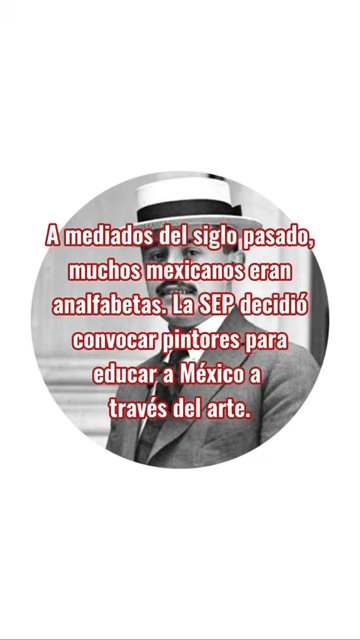 A mediados del siglo pasado,
muchos mexicanos eran
analfabetas. La SEP decidió
convocar pintores para
educar a México a
través del arte.